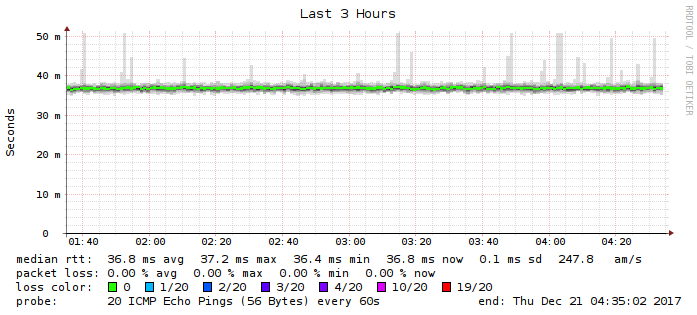 Last 3 Hours
RRDTOOL / TOBI OETIKER
Seconds
50 m
40 m
30 m
20 m
10 m
0
01:40 02:00 02:20 02:40 03:00 03:20 03:40 04:00 04:20
median rtt: 36.8 ms avg 37.2 ms max 36.4 ms min 36.8 ms now 0.1 ms sd 247.8 am/s
packet loss: 0.00 % avg 0.00 % max 0.00 % min 0.00 % now
loss color: 0 1/20 2/20 3/20 4/20 10/20 19/20
probe: 20 ICMP Echo Pings (56 Bytes) every 60s end: Thu Dec 21 04:35:02 2017